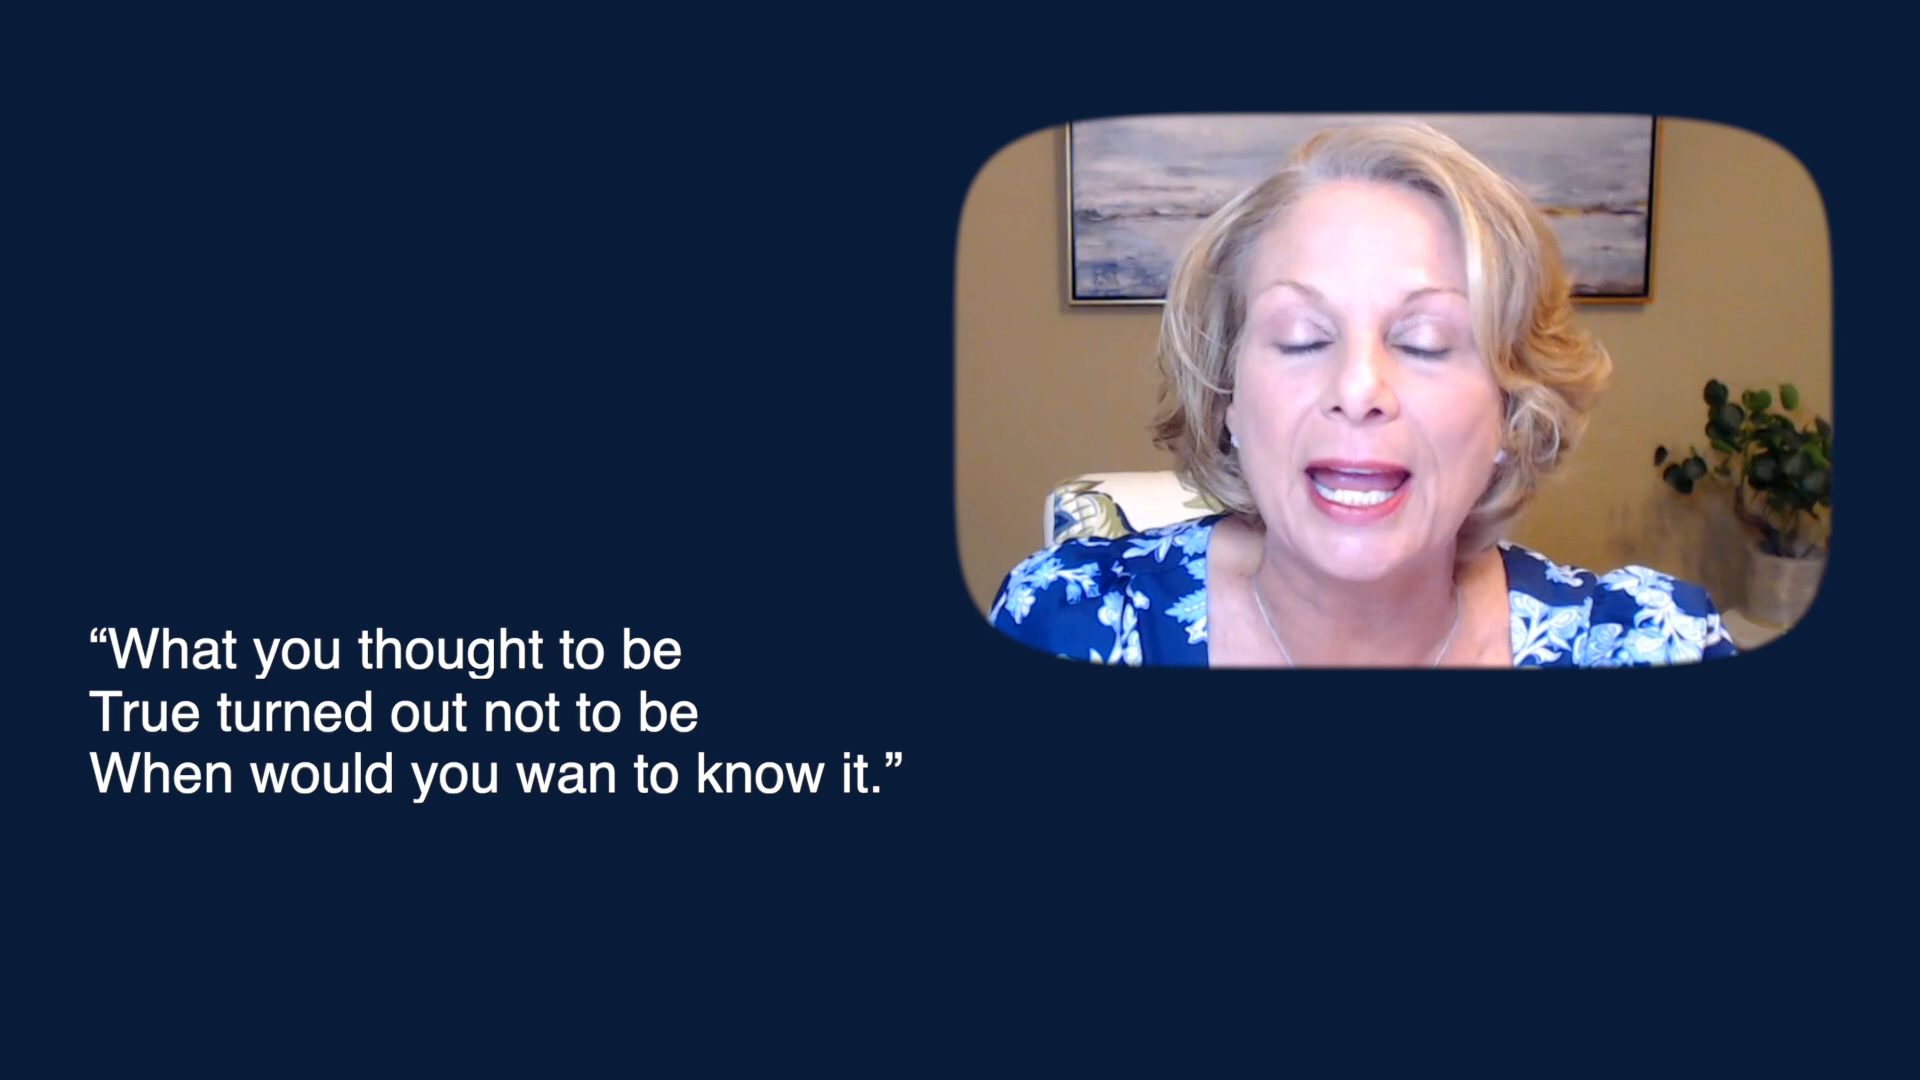 “What you thought to be
True turned out not to be
When would you wan to know it.”